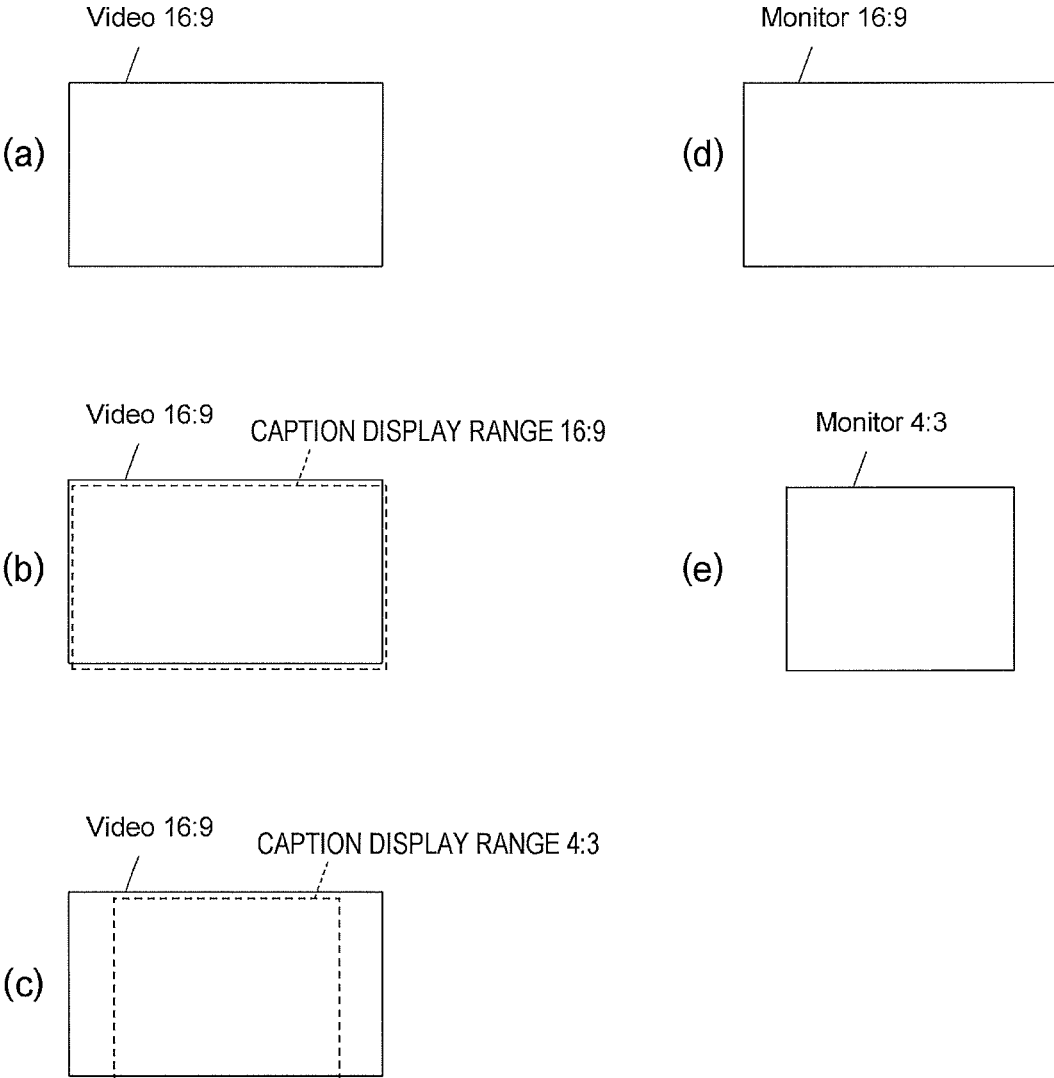 Video 16:9
(a)
Monitor 16:9
(d)
Video 16:9
CAPTION DISPLAY RANGE 16:9
(b)
Monitor 4:3
(e)
Video 16:9
CAPTION DISPLAY RANGE 4:3
(c)